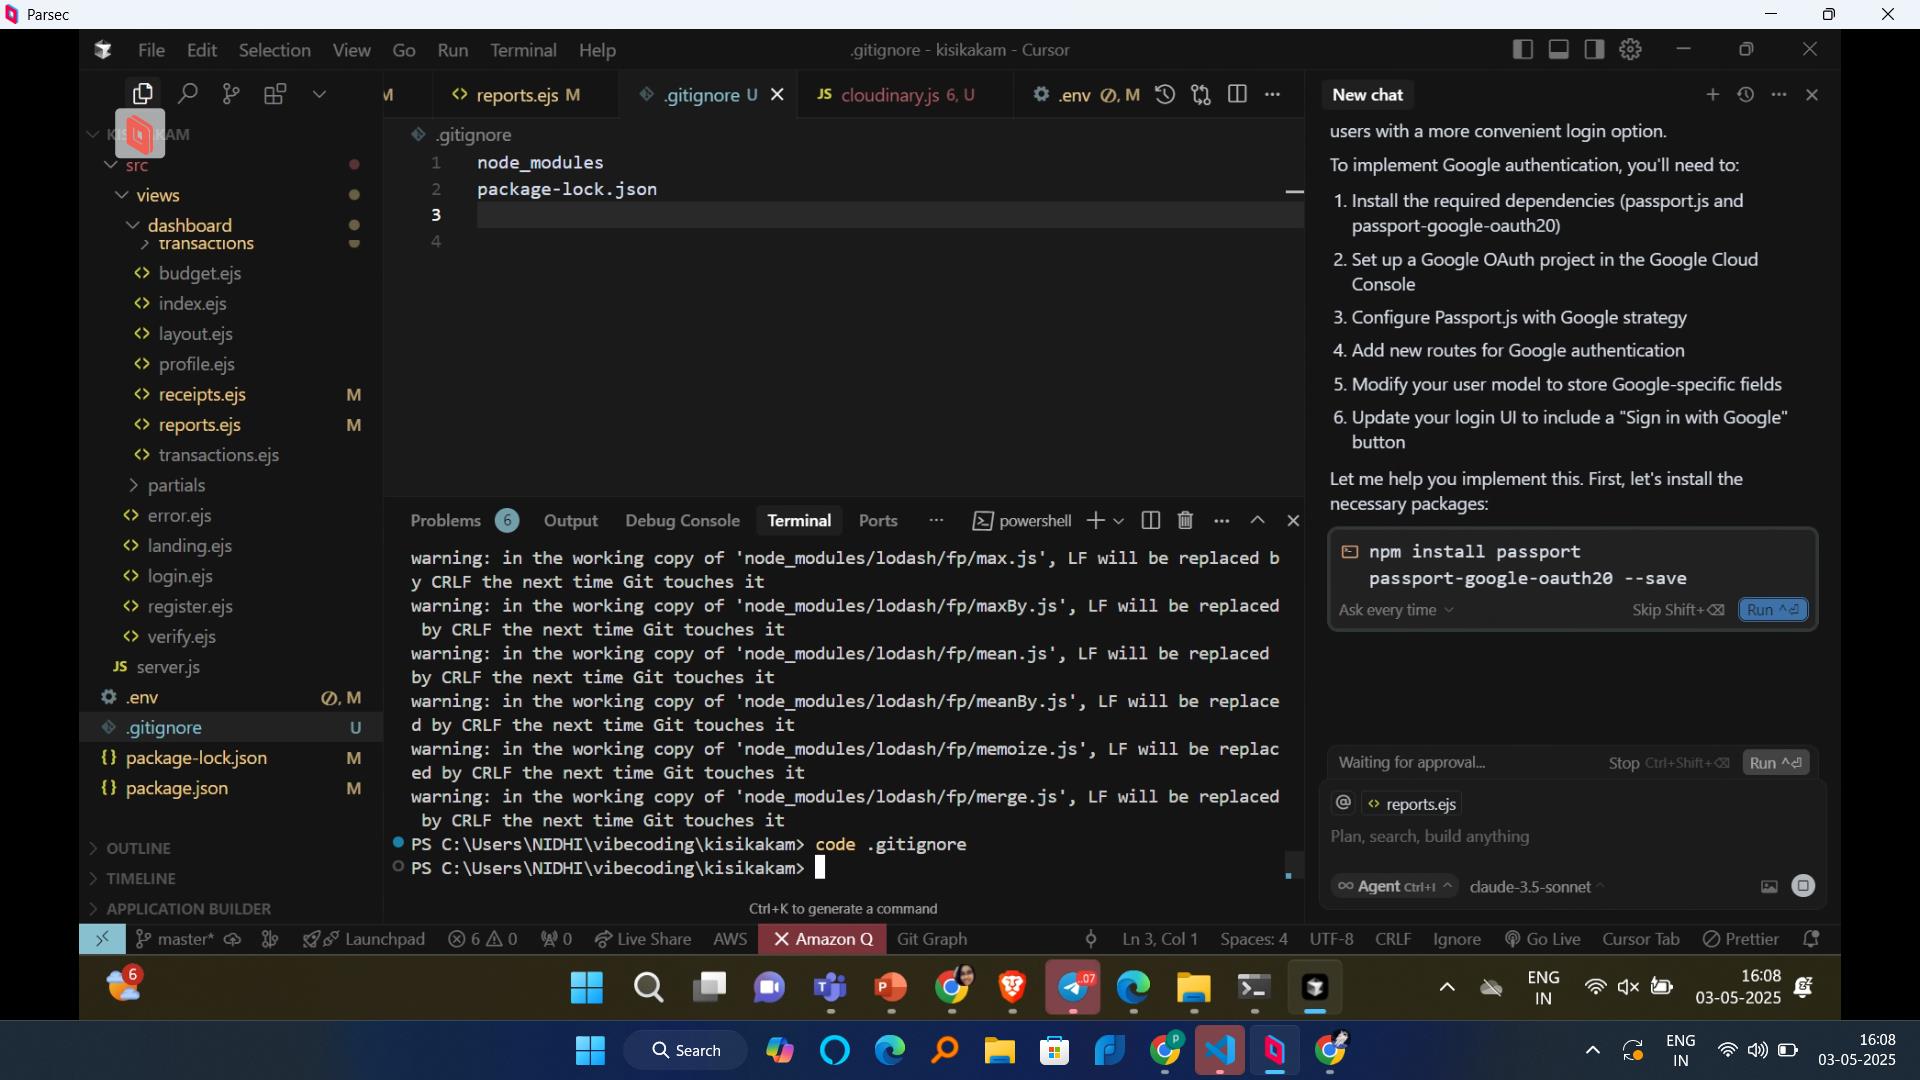 Parsec
File Edit Selection View Go Run Terminal Help
.gitignore - kisikakam - Cursor
M
reports.ejs M
.gitignore U
JS cloudinary.js 6, U
.env M
New chat
src
views
dashboard
transactions
budget.ejs
index.ejs
layout.ejs
profile.ejs
receipts.ejs M
reports.ejs M
transactions.ejs
partials
error.ejs
landing.ejs
login.ejs
register.ejs
verify.ejs
JS server.js
.env , M
.gitignore U
{} package-lock.json M
{} package.json M
OUTLINE
TIMELINE
APPLICATION BUILDER
.gitignore
1 node_modules
2 package-lock.json
3
4
Problems 6 Output Debug Console Terminal Ports powershell
warning: in the working copy of 'node_modules/lodash/fp/max.js', LF will be replaced b
y CRLF the next time Git touches it
warning: in the working copy of 'node_modules/lodash/fp/maxBy.js', LF will be replaced
by CRLF the next time Git touches it
warning: in the working copy of 'node_modules/lodash/fp/mean.js', LF will be replaced
by CRLF the next time Git touches it
warning: in the working copy of 'node_modules/lodash/fp/meanBy.js', LF will be replace
d by CRLF the next time Git touches it
warning: in the working copy of 'node_modules/lodash/fp/memoize.js', LF will be replac
ed by CRLF the next time Git touches it
warning: in the working copy of 'node_modules/lodash/fp/merge.js', LF will be replaced
by CRLF the next time Git touches it
PS C:\Users\NIDHI\vibecoding\kisikakam> code .gitignore
PS C:\Users\NIDHI\vibecoding\kisikakam>
Ctrl+K to generate a command
users with a more convenient login option.
To implement Google authentication, you'll need to:
1. Install the required dependencies (passport.js and
passport-google-oauth20)
2. Set up a Google OAuth project in the Google Cloud
Console
3. Configure Passport.js with Google strategy
4. Add new routes for Google authentication
5. Modify your user model to store Google-specific fields
6. Update your login UI to include a "Sign in with Google"
button
Let me help you implement this. First, let's install the
necessary packages:
npm install passport
passport-google-oauth20 --save
Ask every time Skip Shift+⌫ Run ^⏎
Waiting for approval... Stop Ctrl+Shift+⌫ Run ^⏎
@ reports.ejs
Plan, search, build anything
∞ Agent Ctrl+I claude-3.5-sonnet
master* Launchpad 6 0 0 Live Share AWS Amazon Q Git Graph Ln 3, Col 1 Spaces: 4 UTF-8 CRLF Ignore Go Live Cursor Tab Prettier
6
.07
ENG
IN
16:08
03-05-2025
Search
P
ENG
IN
16:08
03-05-2025